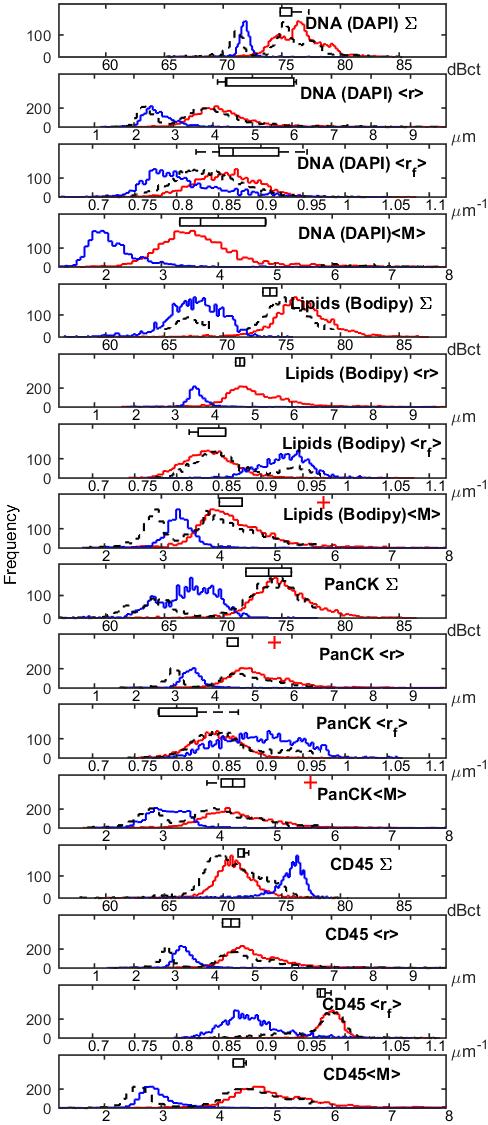 DNA (DAPI) Σ
100
0
60 65 70 75 80 85 dBct
DNA (DAPI) <r>
200
0
1 2 3 4 5 6 7 8 9 μm
DNA (DAPI) <r_f>
100
0
0.7 0.75 0.8 0.85 0.9 0.95 1 1.05 1.1 μm⁻¹
DNA (DAPI)<M>
100
0
2 3 4 5 6 7 8
Lipids (Bodipy) Σ
100
0
60 65 70 75 80 85 dBct
Lipids (Bodipy) <r>
200
0
1 2 3 4 5 6 7 8 9 μm
Lipids (Bodipy) <r_f>
100
0
0.7 0.75 0.8 0.85 0.9 0.95 1 1.05 1.1 μm⁻¹
Lipids (Bodipy)<M>
100
0
2 3 4 5 6 7 8
Frequency
PanCK Σ
100
0
60 65 70 75 80 85 dBct
PanCK <r>
200
0
1 2 3 4 5 6 7 8 9 μm
PanCK <r_f>
100
0
0.7 0.75 0.8 0.85 0.9 0.95 1 1.05 1.1 μm⁻¹
PanCK<M>
200
0
2 3 4 5 6 7 8
CD45 Σ
100
0
60 65 70 75 80 85 dBct
CD45 <r>
200
0
1 2 3 4 5 6 7 8 9 μm
CD45 <r_f>
200
0
0.7 0.75 0.8 0.85 0.9 0.95 1 1.05 1.1 μm⁻¹
CD45<M>
200
0
2 3 4 5 6 7 8